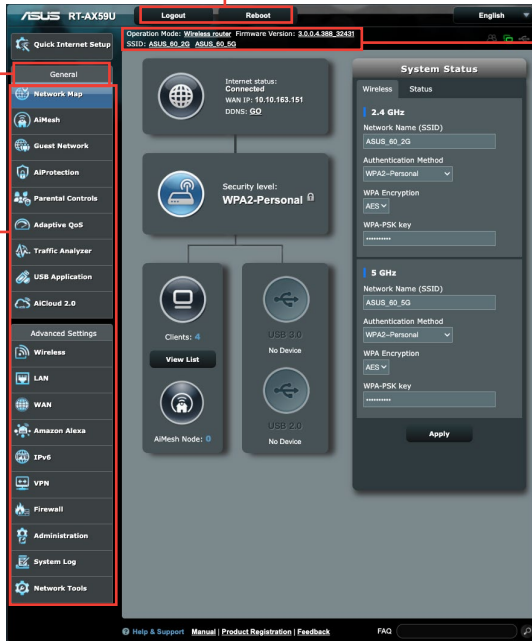 ASUS RT-AX59U
Logout
Reboot
English
Quick Internet Setup
Operation Mode: Wireless router Firmware Version: 3.0.0.4.388_32431
SSID: ASUS_60_2G ASUS_60_5G
General
Network Map
AiMesh
Guest Network
AiProtection
Parental Controls
Adaptive QoS
Traffic Analyzer
USB Application
AiCloud 2.0
Advanced Settings
Wireless
LAN
WAN
Amazon Alexa
IPv6
VPN
Firewall
Administration
System Log
Network Tools
Internet status:
Connected
WAN IP: 10.10.163.151
DDNS: GO
Security level:
WPA2-Personal
Clients: 4
View List
AiMesh Node: 0
USB 3.0
No Device
USB 2.0
No Device
System Status
Wireless
Status
2.4 GHz
Network Name (SSID)
ASUS_60_2G
Authentication Method
WPA2-Personal
WPA Encryption
AES
WPA-PSK key
••••••••••
5 GHz
Network Name (SSID)
ASUS_60_5G
Authentication Method
WPA2-Personal
WPA Encryption
AES
WPA-PSK key
••••••••••
Apply
Help & Support Manual | Product Registration | Feedback
FAQ